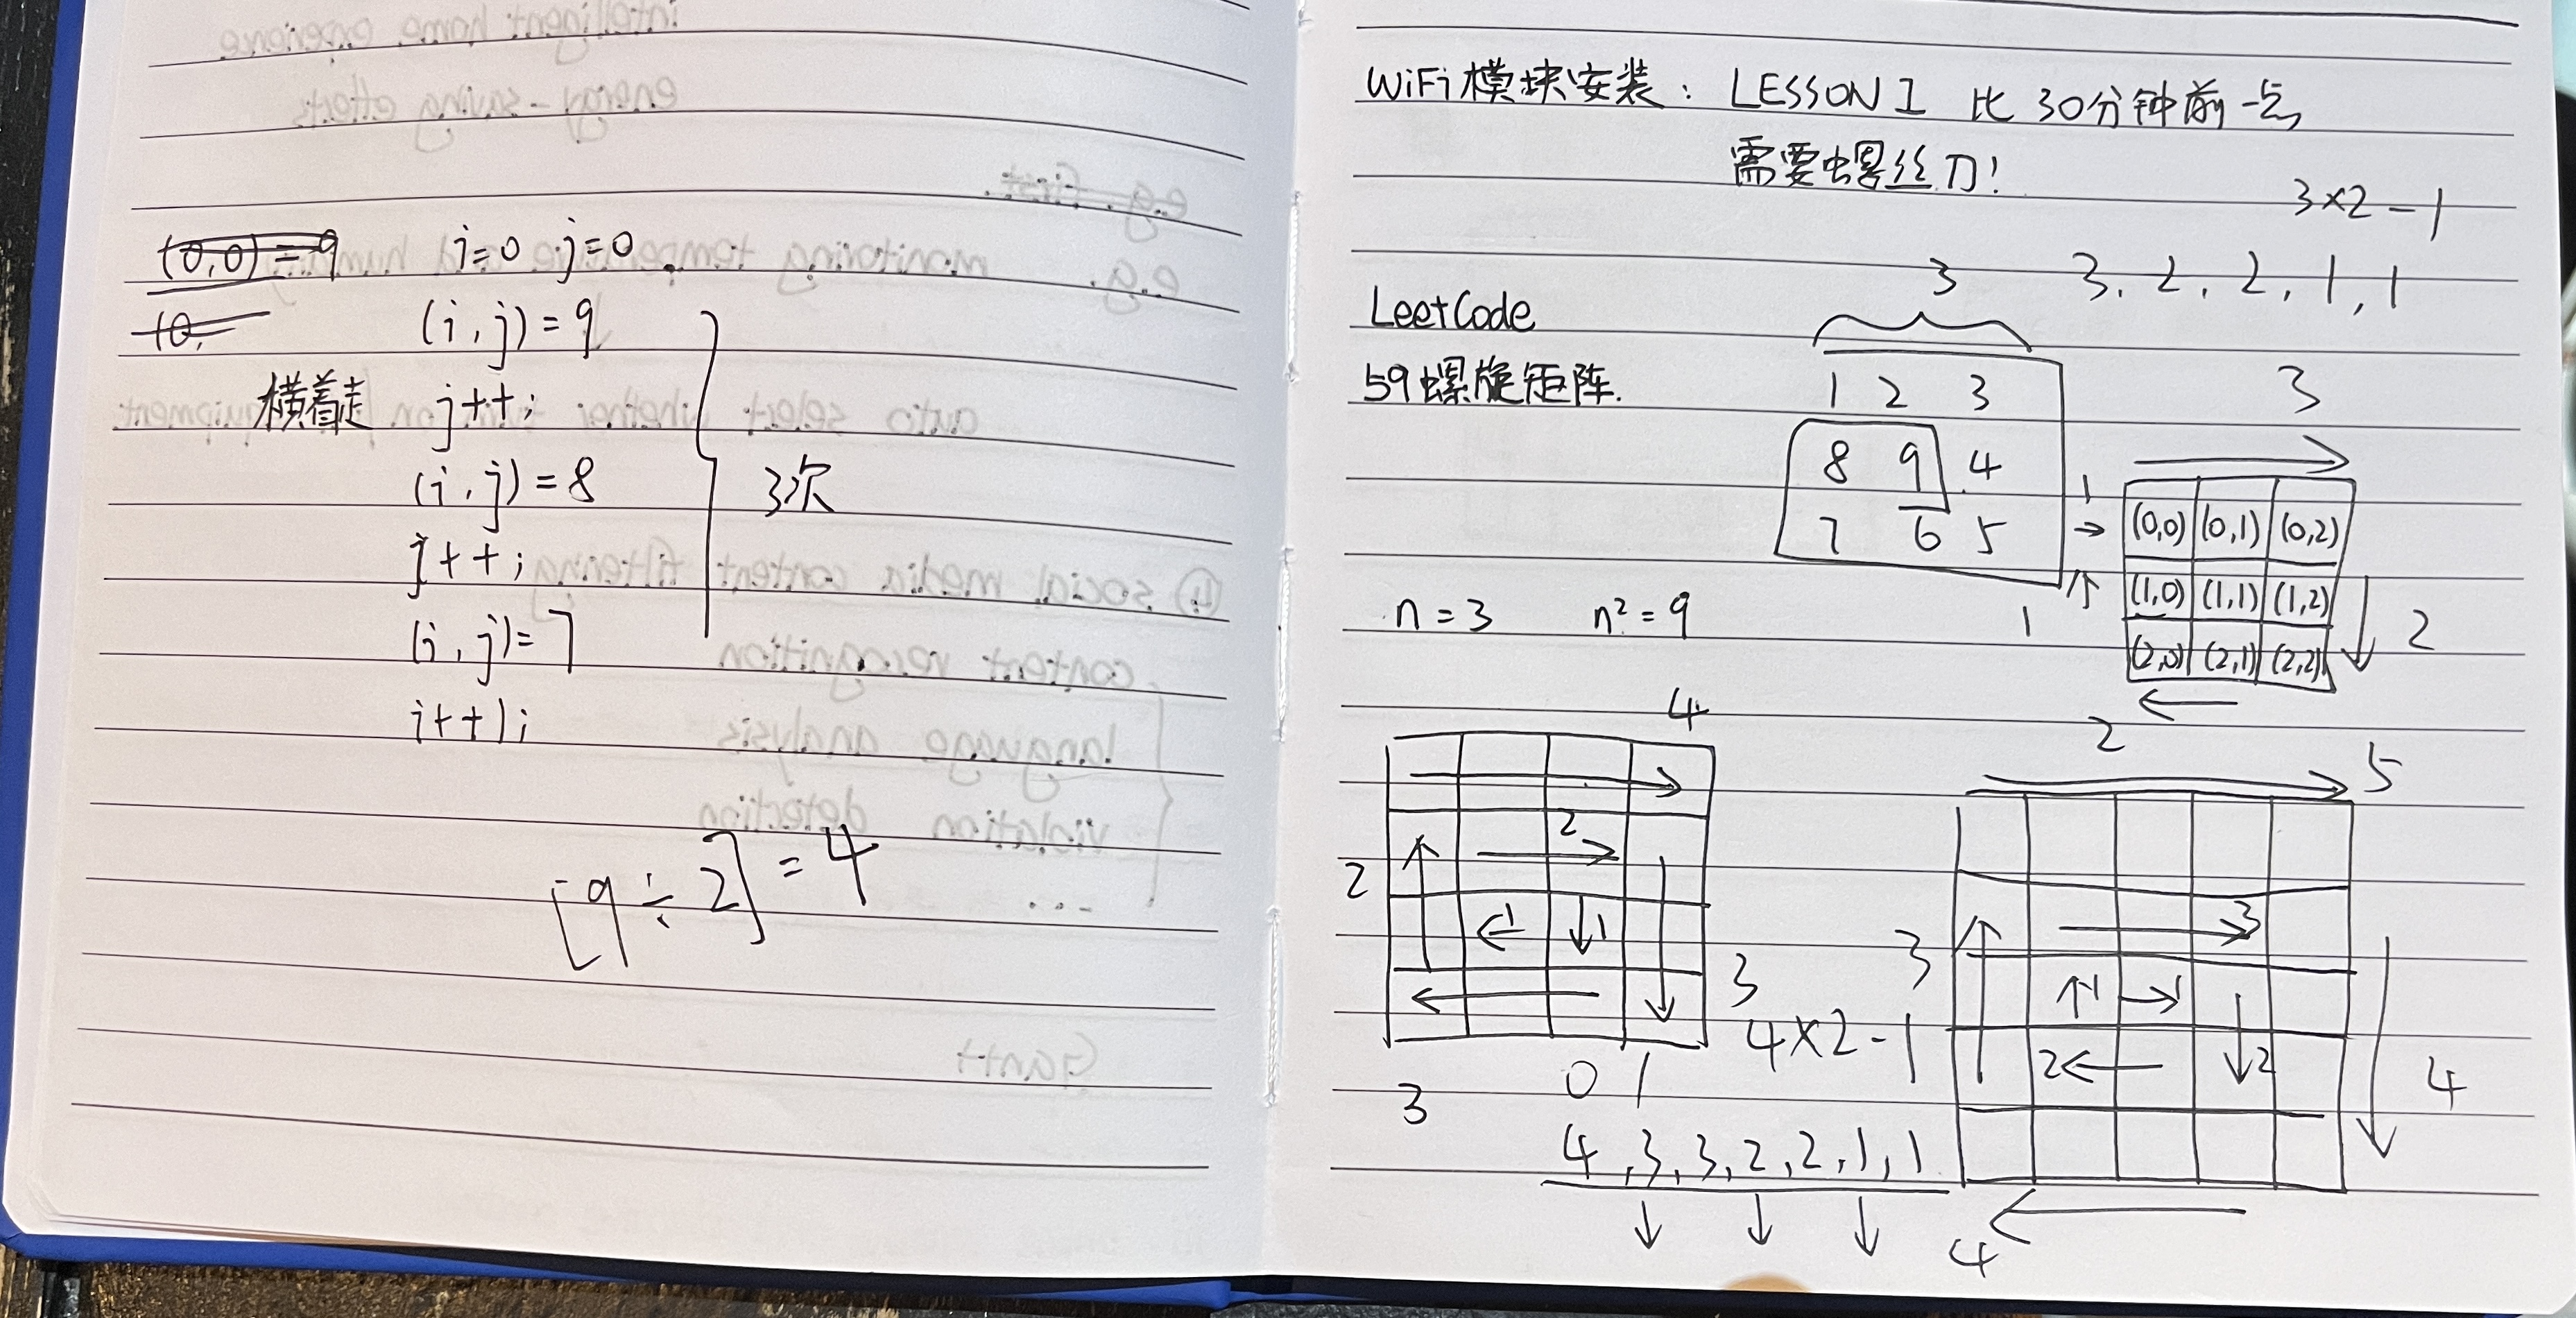 (0,0)=9 i=0 j=0
(0,
(i,j)=9
横着走 j++;
(i,j)=8
3次
j++;
(i,j)=7
i++;
[9÷2]=4
WiFi模块安装: LESSON 1 比30分钟前一点
需要螺丝刀!
3×2-1
3, 2, 2, 1, 1
LeetCode
59螺旋矩阵.
3
1 2 3
8 9 4
7 6 5
n=3 n²=9
3
1
(0,0) (0,1) (0,2)
(1,0) (1,1) (1,2)
(2,0) (2,1) (2,2)
1
2
2
4
2
2
1 1
3
3
4×2-1
0 1
4,3,3,2,2,1,1
5
3
3
1 1
2 2
4
4